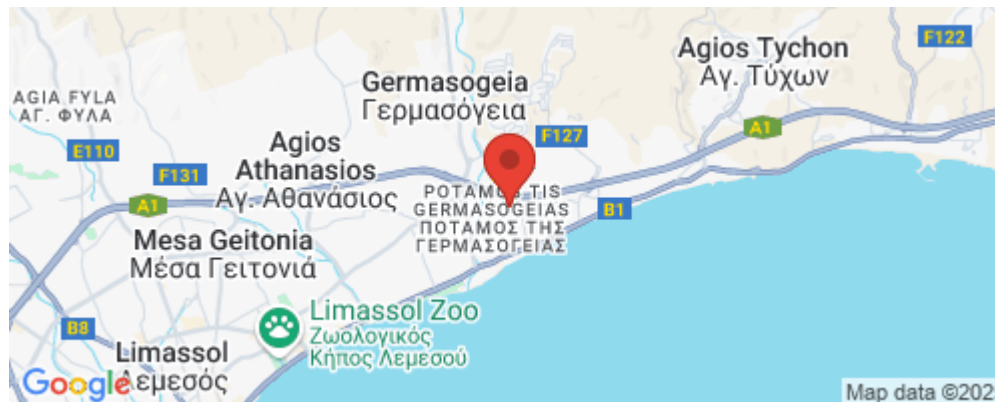 F122
Agios Tychon
Αγ. Τύχων
Germasogeia
Γερμασόγεια
AGIA FYLA
ΑΓ. ΦΥΛΑ
A1
F127
E110
Agios
Athanasios
Αγ. Αθανάσιος
F131
POTAMOS TIS
GERMASOGEIAS
ΠΟΤΑΜΟΣ ΤΗΣ
ΓΕΡΜΑΣΟΓΕΙΑΣ
A1
B1
Mesa Geitonia
Μέσα Γειτονιά
Limassol Zoo
Ζωολογικός
Κήπος Λεμεσού
B8
Limassol
Λεμεσός
Google
Map data ©202